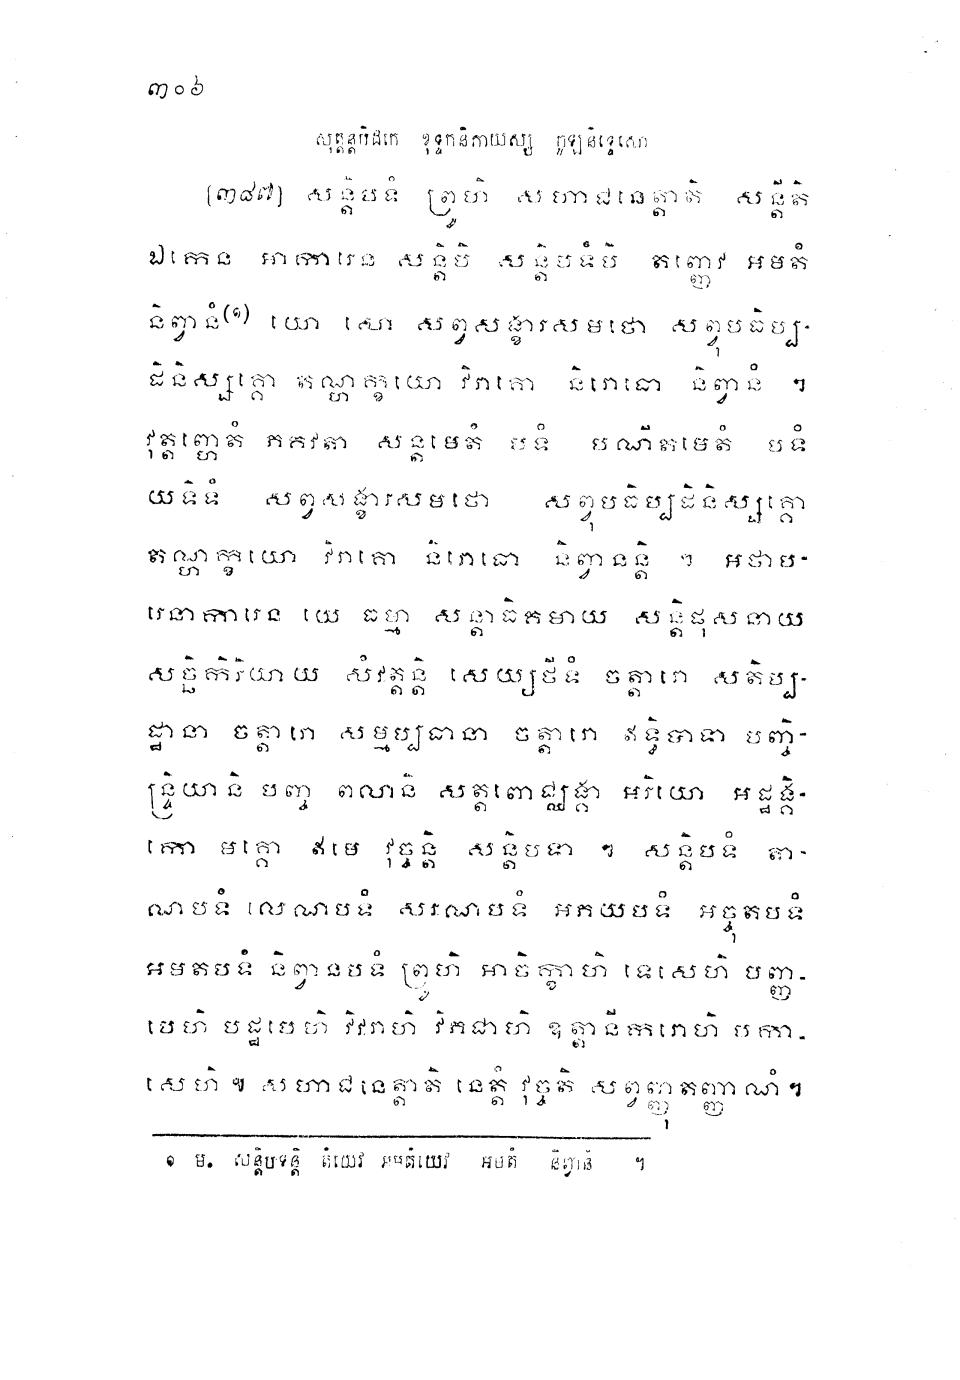 ៣០៦
សុត្តន្តបិដកេ ខុទ្ទកនិកាយស្ស ចូឡនិទ្ទេសោ
[៣៨៧] សន្តិបទំ ព្រូហិ សហាជនេត្តាតិ សន្តីតិ
ឯកេន អាការេន សន្តិបិ សន្តិបទំបិ តញ្ញេវ អមតំ
និព្វានំ(១) យោ សោ សព្វសង្ខារសមថោ សព្វុបធិប្ប-
ដិនិស្សគ្គោ តណ្ហក្ខយោ វិរាគោ និរោធោ និព្វានំ ។
វុត្តញ្ហេតំ ភគវតា សន្តមេតំ បទំ បណីតមេតំ បទំ
យទិទំ សព្វសង្ខារសមថោ សព្វុបធិប្បដិនិស្សគ្គោ
តណ្ហក្ខយោ វិរាគោ និរោធោ និព្វានន្តិ ។ អថាប-
រេនាការេន យេ ធម្មា សន្តាធិគមាយ សន្តិផុសនាយ
សច្ឆិកិរិយាយ សំវត្តន្តិ សេយ្យថីទំ ចត្តារោ សតិប្ប-
ដ្ឋានា ចត្តារោ សម្មប្បធានា ចត្តារោ ឥទ្ធិបាទា បញ្ចិ-
ន្ទ្រិយានិ បញ្ច ពលានិ សត្តពោជ្ឈង្គា អរិយោ អដ្ឋង្គិ-
កោ មគ្គោ ឥមេ វុច្ចន្តិ សន្តិបទា ។ សន្តិបទំ តា-
ណបទំ លេណបទំ សរណបទំ អភយបទំ អច្ចុតបទំ
អមតបទំ និព្វានបទំ ព្រូហិ អាចិក្ខាហិ ទេសេហិ បញ្ញា-
បេហិ បដ្ឋបេហិ វិវរាហិ វិភជាហិ ឧត្តានីករោហិ បកា-
សេហិ ៕ សហាជនេត្តាតិ នេត្តំ វុច្ចតិ សព្វញ្ញុតញ្ញាណំ។
១ ម. សន្តិបទន្តិ តំយេវ អមតំយេវ អមតំ និព្វានំ ។